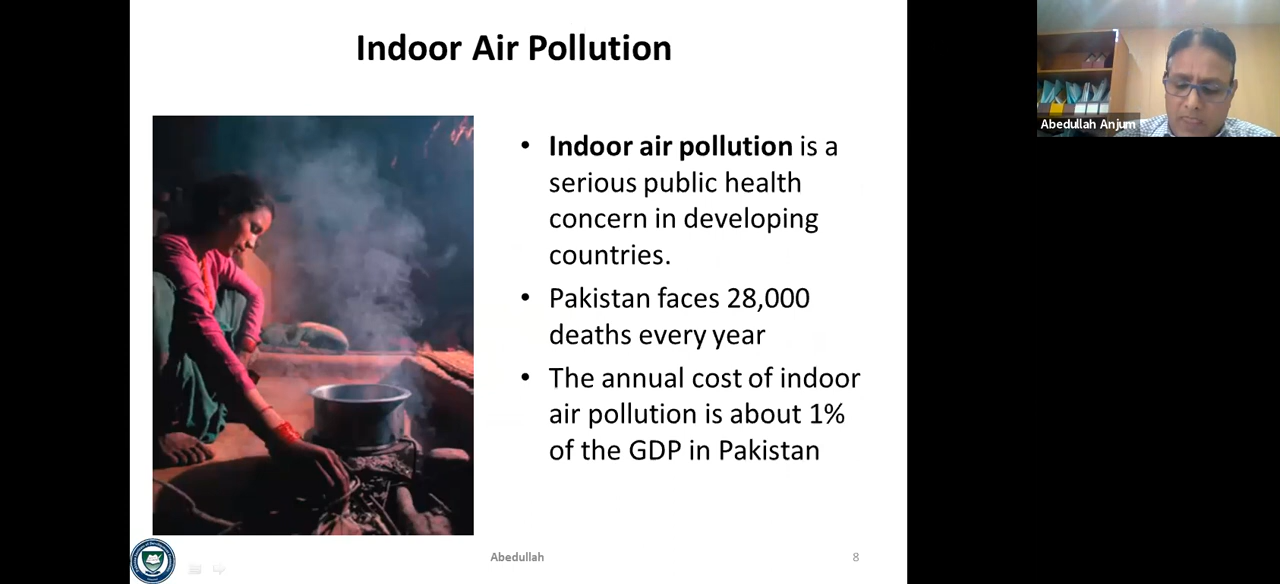 Indoor Air Pollution
Abedullah Anjum
• Indoor air pollution is a
serious public health
concern in developing
countries.
• Pakistan faces 28,000
deaths every year
• The annual cost of indoor
air pollution is about 1%
of the GDP in Pakistan
Abedullah
8